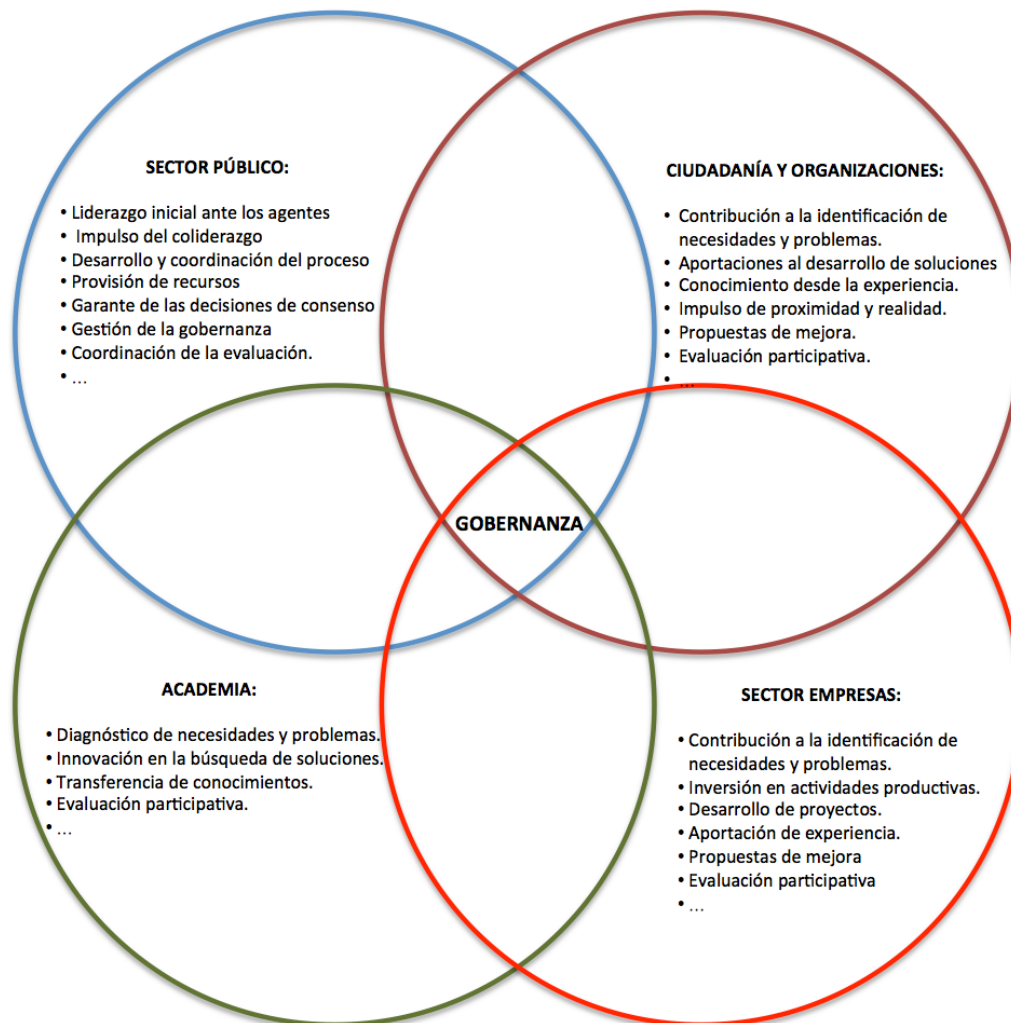 SECTOR PÚBLICO:
• Liderazgo inicial ante los agentes
• Impulso del coliderazgo
• Desarrollo y coordinación del proceso
• Provisión de recursos
• Garante de las decisiones de consenso
• Gestión de la gobernanza
• Coordinación de la evaluación.
• ...
CIUDADANÍA Y ORGANIZACIONES:
• Contribución a la identificación de
necesidades y problemas.
• Aportaciones al desarrollo de soluciones
• Conocimiento desde la experiencia.
• Impulso de proximidad y realidad.
• Propuestas de mejora.
• Evaluación participativa.
• ...
GOBERNANZA
ACADEMIA:
• Diagnóstico de necesidades y problemas.
• Innovación en la búsqueda de soluciones.
• Transferencia de conocimientos.
• Evaluación participativa.
• ...
SECTOR EMPRESAS:
• Contribución a la identificación de
necesidades y problemas.
• Inversión en actividades productivas.
• Desarrollo de proyectos.
• Aportación de experiencia.
• Propuestas de mejora
• Evaluación participativa
• ...